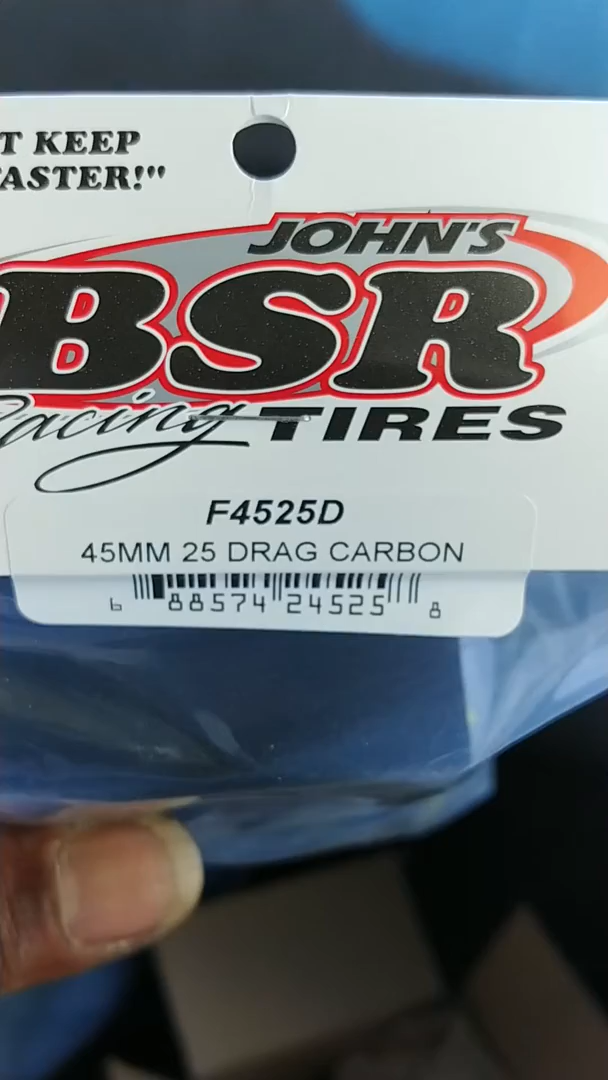 T KEEP
ASTER!"
JOHN'S
BSR
Racing TIRES
F4525D
45MM 25 DRAG CARBON
6 88574 24525 8